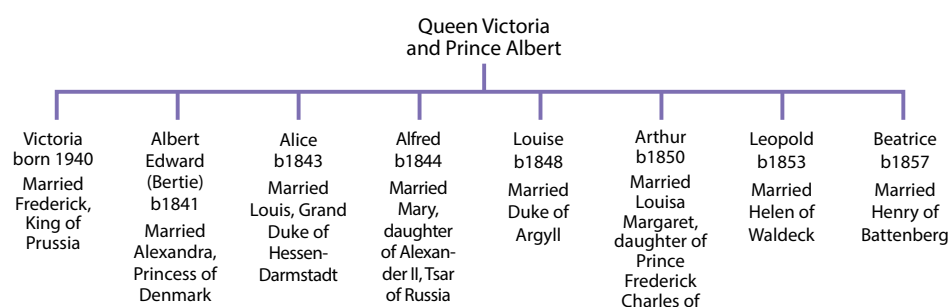 Queen Victoria
and Prince Albert
Victoria
born 1940
Married
Frederick,
King of
Prussia
Albert
Edward
(Bertie)
b1841
Married
Alexandra,
Princess of
Denmark
Alice
b1843
Married
Louis, Grand
Duke of
Hessen-
Darmstadt
Alfred
b1844
Married
Mary,
daughter
of Alexan-
der II, Tsar
of Russia
Louise
b1848
Married
Duke of
Argyll
Arthur
b1850
Married
Louisa
Margaret,
daughter of
Prince
Frederick
Charles of
Leopold
b1853
Married
Helen of
Waldeck
Beatrice
b1857
Married
Henry of
Battenberg